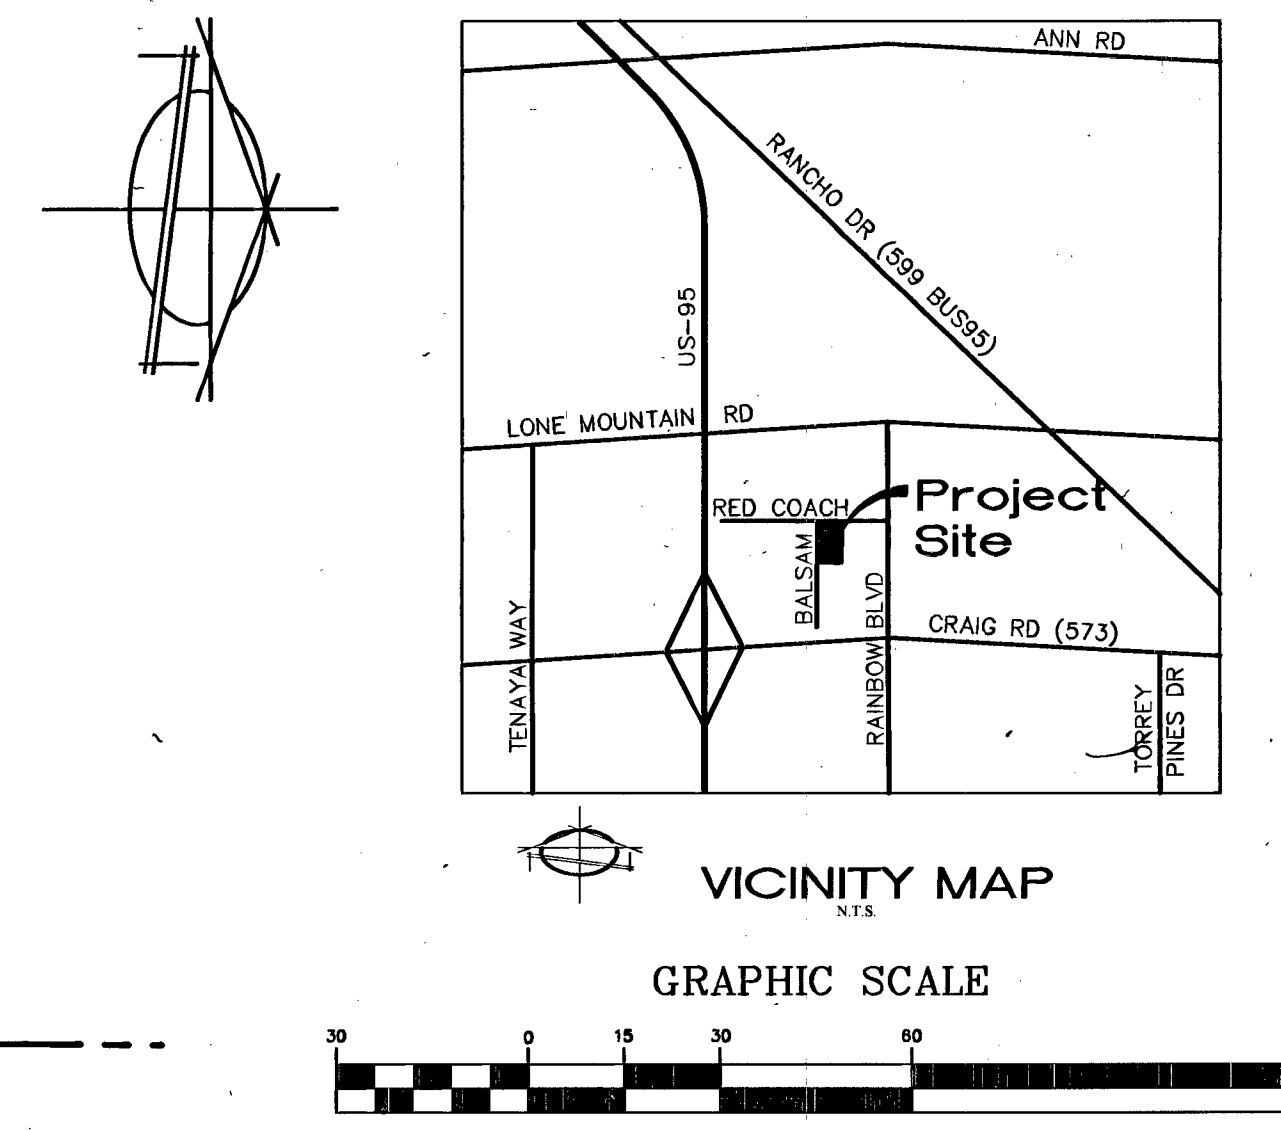 ANN RD
RANCHO DR (599 BUS95)
US-95
LONE MOUNTAIN RD
Project
Site
RED COACH
BALSAM
RAINBOW BLVD
CRAIG RD (573)
TENAYA WAY
TORREY
PINES DR
VICINITY MAP
N.T.S.
GRAPHIC SCALE
30 0 15 30 60